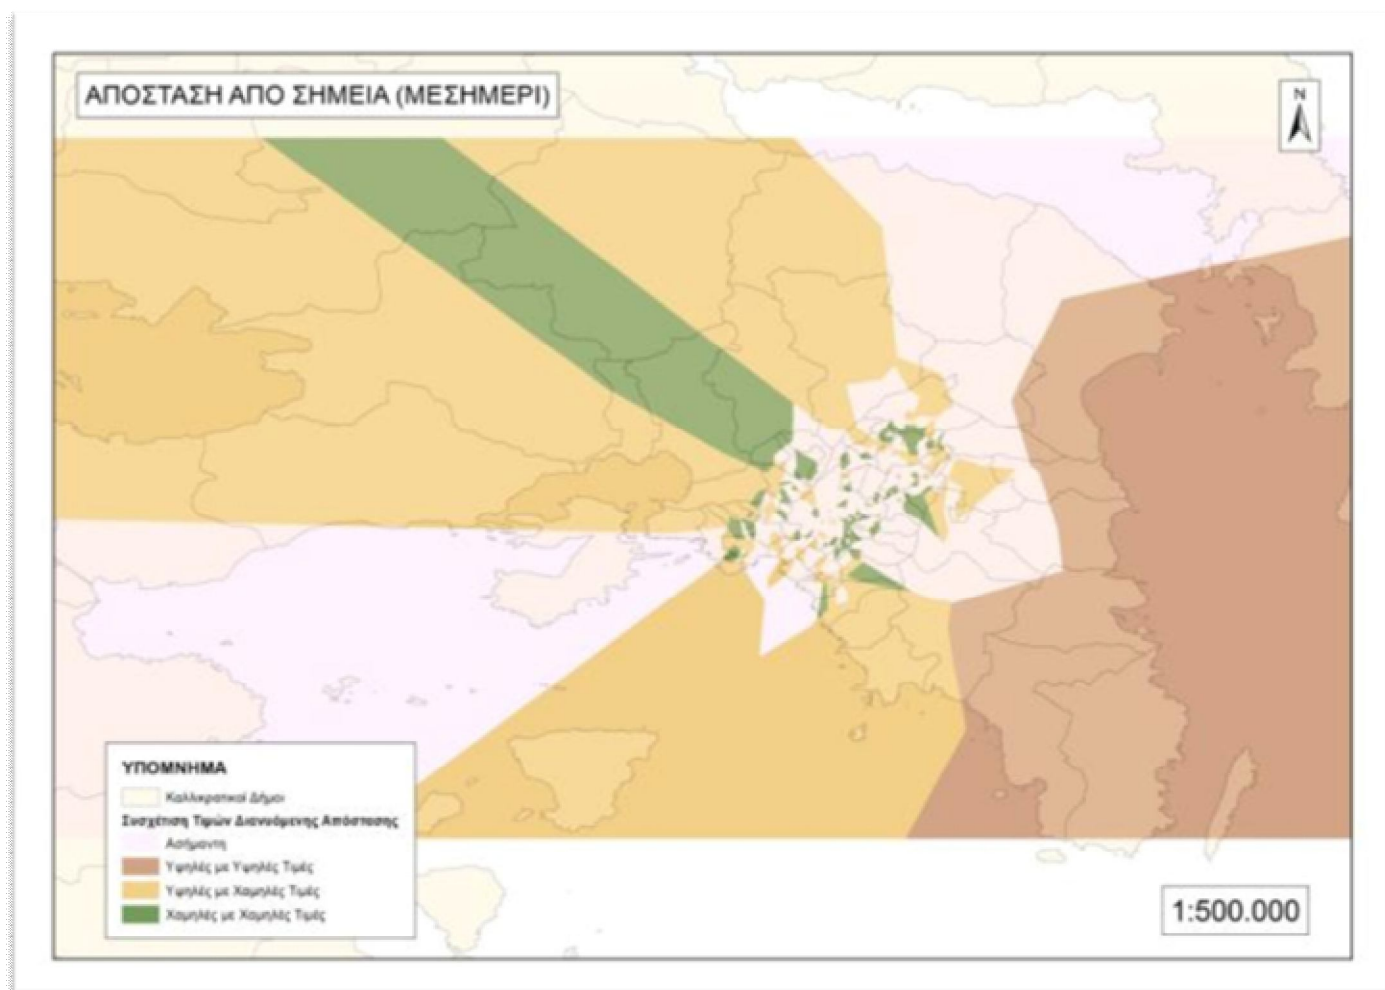 ΑΠΟΣΤΑΣΗ ΑΠΟ ΣΗΜΕΙΑ (ΜΕΣΗΜΕΡΙ)
N
ΥΠΟΜΝΗΜΑ
Καλλικρατικοί Δήμοι
Συσχέτιση Τιμών Διανυόμενης Απόστασης
Ασήμαντη
Υψηλές με Υψηλές Τιμές
Υψηλές με Χαμηλές Τιμές
Χαμηλές με Χαμηλές Τιμές
1:500.000